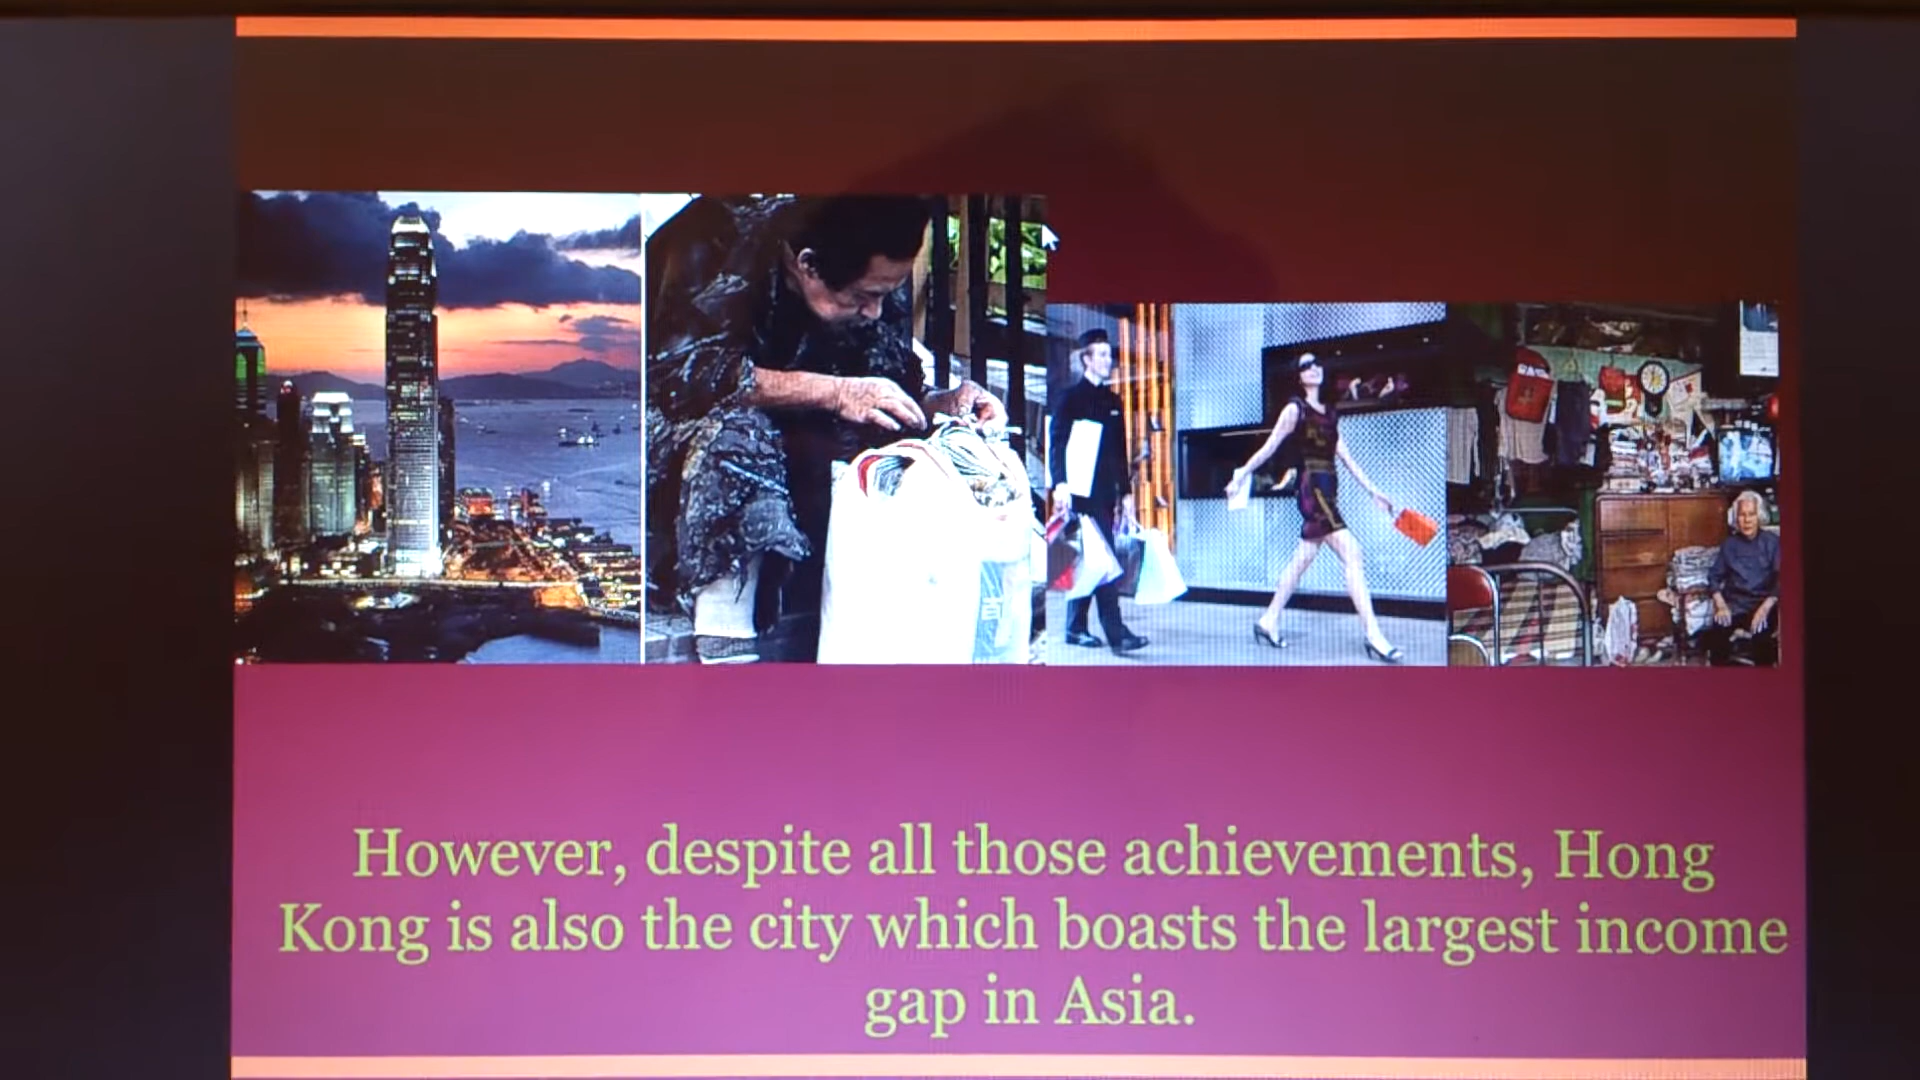 However, despite all those achievements, Hong
Kong is also the city which boasts the largest income
gap in Asia.